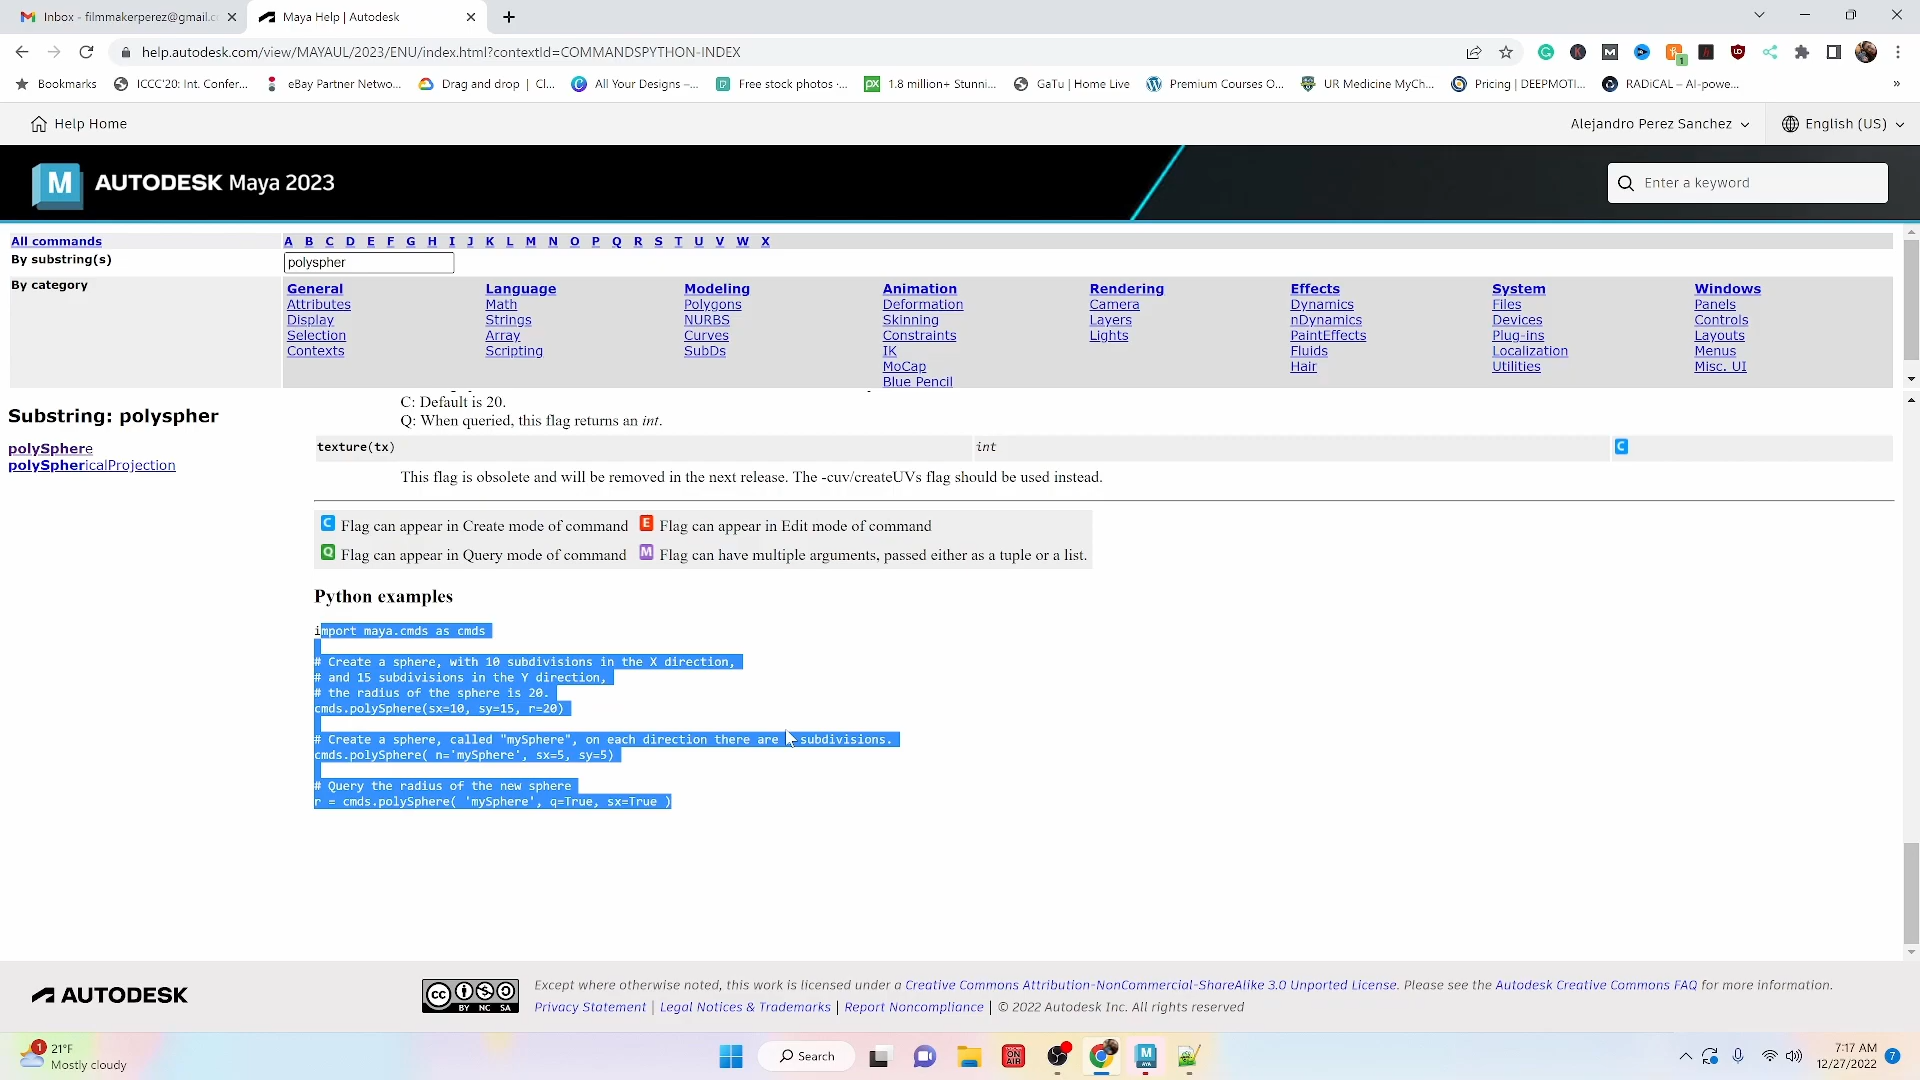 Inbox - filmmakerperez@gmail.c
Maya Help | Autodesk
help.autodesk.com/view/MAYAUL/2023/ENU/index.html?contextId=COMMANDSPYTHON-INDEX
Bookmarks
ICCC'20: Int. Confer...
eBay Partner Netwo...
Drag and drop | Cl...
All Your Designs –...
Free stock photos ·...
1.8 million+ Stunni...
GaTu | Home Live
Premium Courses O...
UR Medicine MyCh...
Pricing | DEEPMOTI...
RADiCAL – AI-powe...
»
Help Home
Alejandro Perez Sanchez
English (US)
M AUTODESK Maya 2023
Enter a keyword
All commands
A B C D E F G H I J K L M N O P Q R S T U V W X
By substring(s)
polyspher
By category
General Language Modeling Animation Rendering Effects System Windows
Attributes Math Polygons Deformation Camera Dynamics Files Panels
Display Strings NURBS Skinning Layers nDynamics Devices Controls
Selection Array Curves Constraints Lights PaintEffects Plug-ins Layouts
Contexts Scripting SubDs IK Fluids Localization Menus
MoCap Hair Utilities Misc. UI
Blue Pencil
Substring: polyspher
polySphere
polySphericalProjection
C: Default is 20.
Q: When queried, this flag returns an int.
texture(tx) int C
This flag is obsolete and will be removed in the next release. The -cuv/createUVs flag should be used instead.
C Flag can appear in Create mode of command E Flag can appear in Edit mode of command
Q Flag can appear in Query mode of command M Flag can have multiple arguments, passed either as a tuple or a list.
Python examples
import maya.cmds as cmds
# Create a sphere, with 10 subdivisions in the X direction,
# and 15 subdivisions in the Y direction,
# the radius of the sphere is 20.
cmds.polySphere(sx=10, sy=15, r=20)
# Create a sphere, called "mySphere", on each direction there are subdivisions.
cmds.polySphere( n='mySphere', sx=5, sy=5)
# Query the radius of the new sphere
r = cmds.polySphere( 'mySphere', q=True, sx=True )
AUTODESK
cc BY NC SA
Except where otherwise noted, this work is licensed under a Creative Commons Attribution-NonCommercial-ShareAlike 3.0 Unported License. Please see the Autodesk Creative Commons FAQ for more information.
Privacy Statement | Legal Notices & Trademarks | Report Noncompliance | © 2022 Autodesk Inc. All rights reserved
1
21°F
Mostly cloudy
Search
ON AIR
7:17 AM
12/27/2022
7